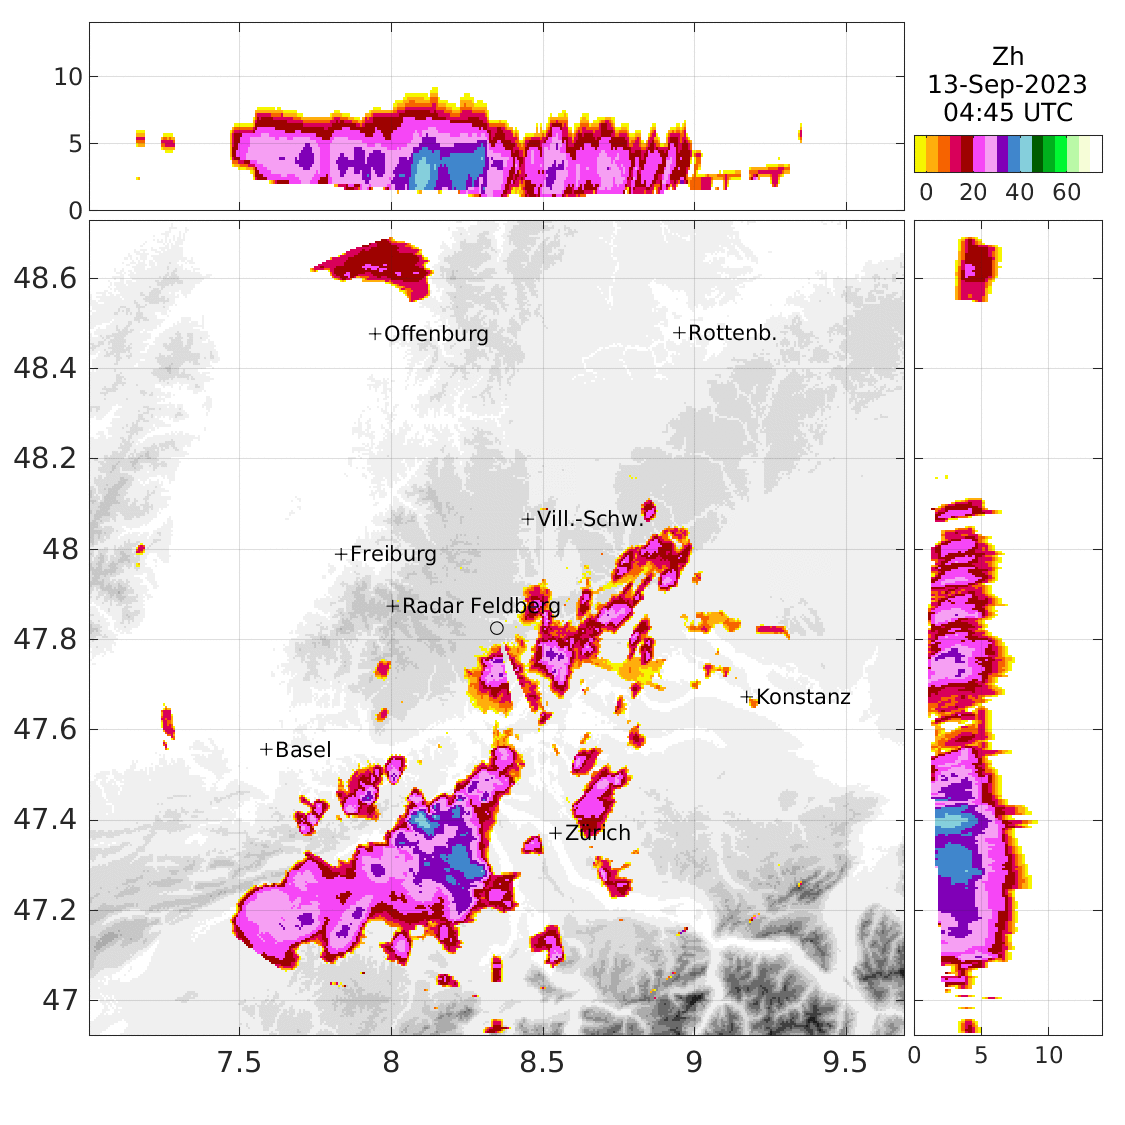 Zh
13-Sep-2023
04:45 UTC
0 20 40 60
10
5
0
48.6
48.4
48.2
48
47.8
47.6
47.4
47.2
47
+Offenburg
+Rottenb.
+Vill.-Schw.
+Freiburg
+Radar Feldberg
+Konstanz
+Basel
+Zürich
7.5 8 8.5 9 9.5
0 5 10